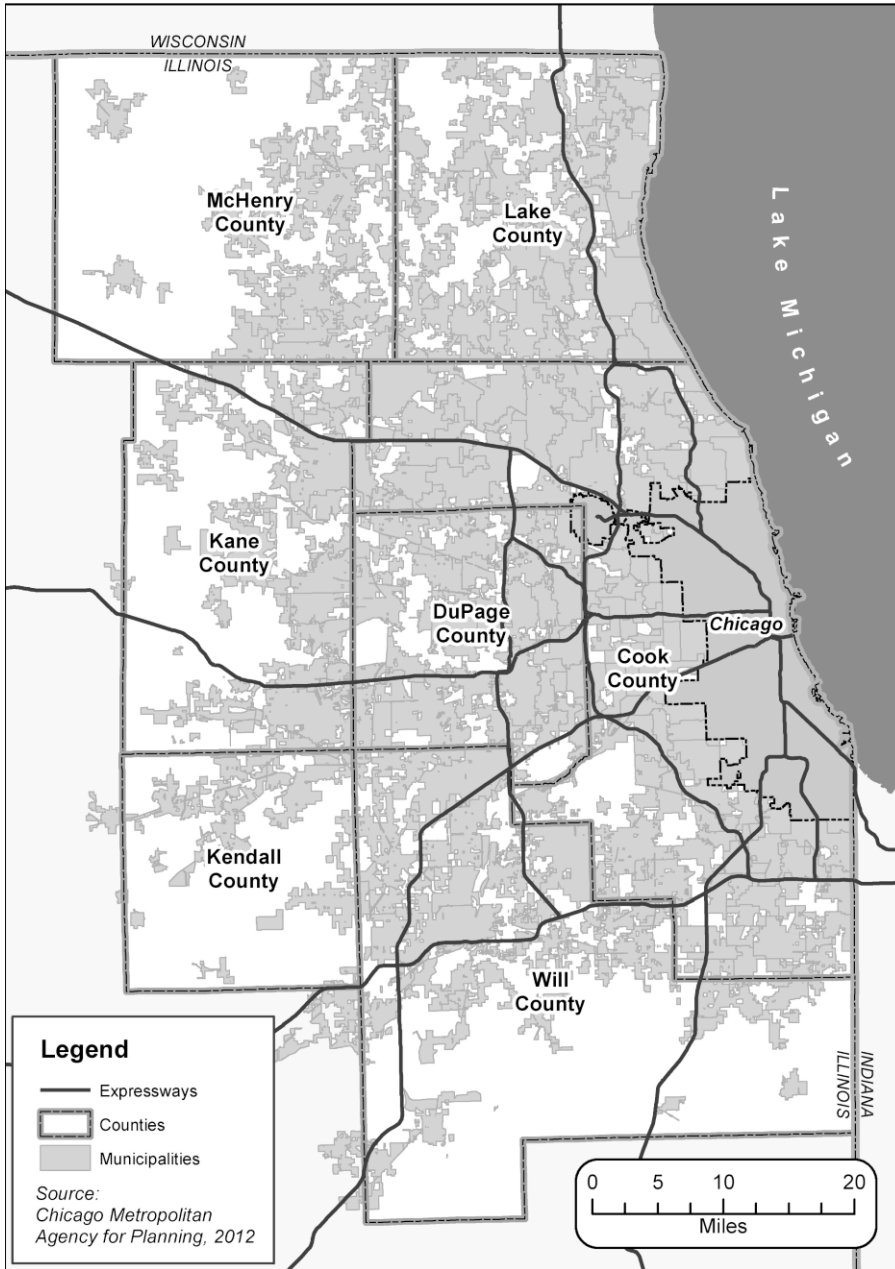 WISCONSIN
ILLINOIS
McHenry
County
Lake
County
Lake Michigan
Kane
County
DuPage
County
Chicago
Cook
County
Kendall
County
Will
County
INDIANA
ILLINOIS
Legend
Expressways
Counties
Municipalities
Source:
Chicago Metropolitan
Agency for Planning, 2012
0 5 10 20
Miles